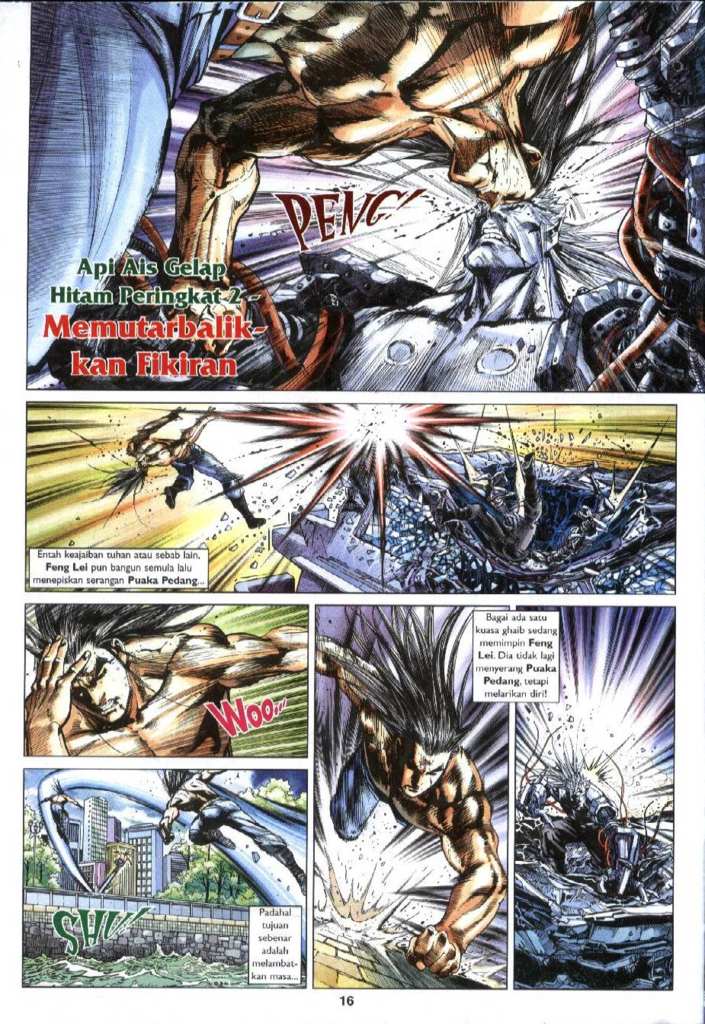 PENG
Api Ais Gelap
Hitam Peringkat 2 -
Memutarbalik-
kan Fikiran
Entah keajaiban tuhan atau sebab lain,
Feng Lei pun bangun semula lalu
menepiskan serangan Puaka Pedang...
WOO...
Bagai ada satu
kuasa ghaib sedang
memimpin Feng
Lei. Dia tidak lagi
menyerang Puaka
Pedang, tetapi
melarikan diri!
SHU
Padahal
tujuan
sebenar
adalah
melambat-
kan masa...
16